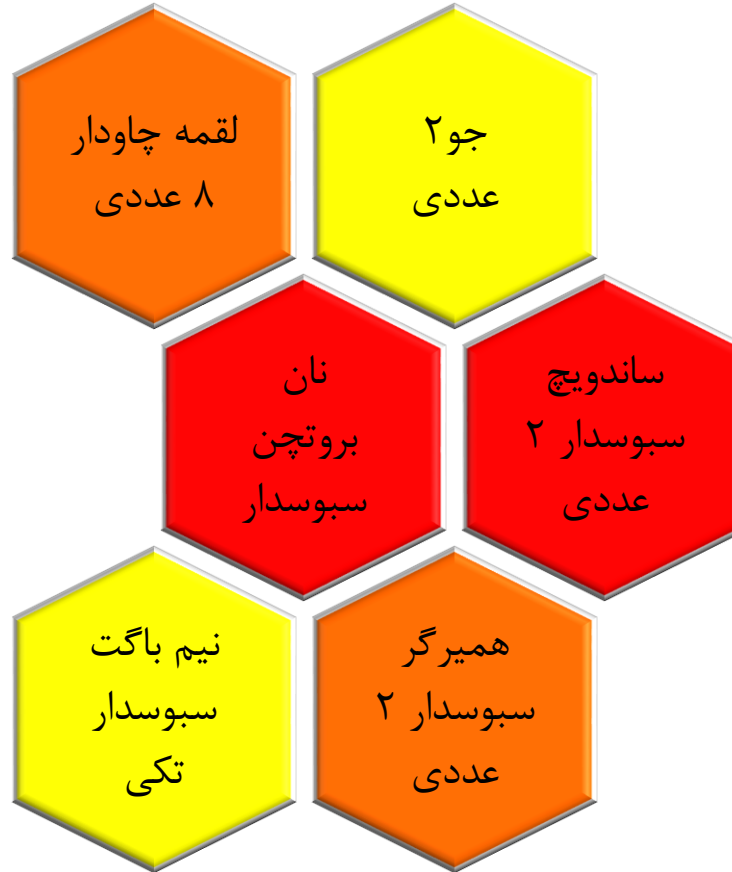 جو۲
عددی
لقمه چاودار
۸ عددی
ساندویچ
سبوسدار ۲
عددی
نان
بروتچن
سبوسدار
همیرگر
سبوسدار ۲
عددی
نیم باگت
سبوسدار
تکی